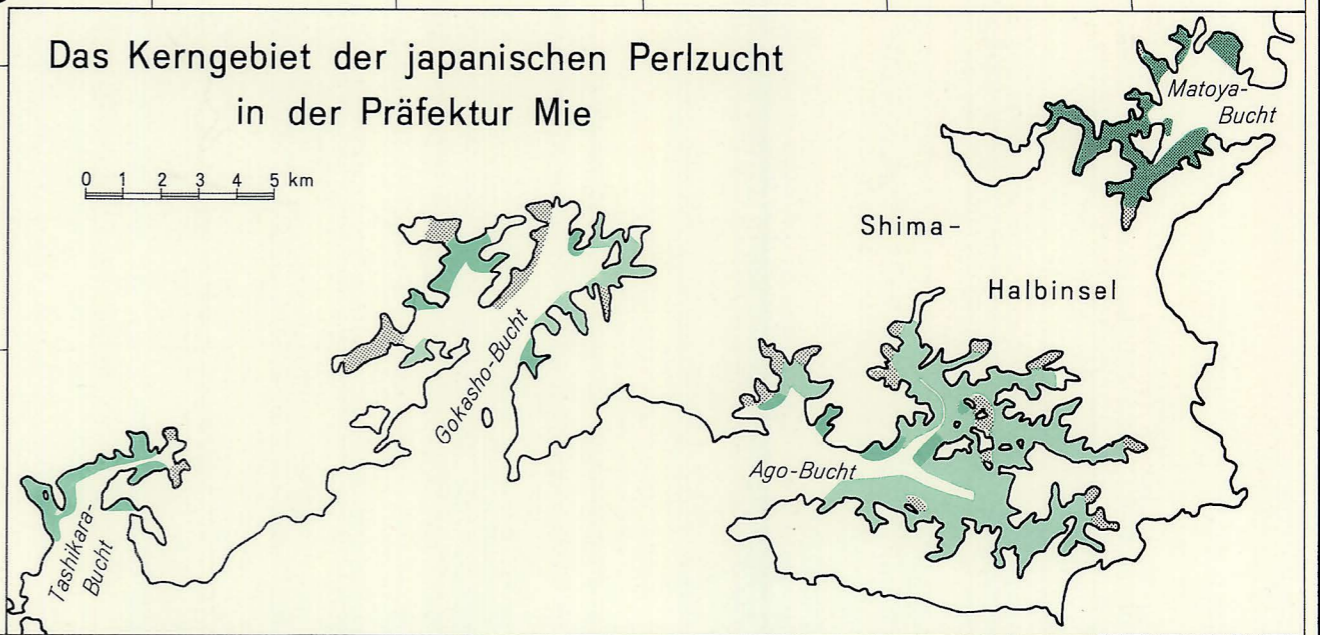 Das Kerngebiet der japanischen Perlzucht
in der Präfektur Mie
0 1 2 3 4 5 km
Matoya-
Bucht
Shima-
Halbinsel
Gokasho-Bucht
Ago-Bucht
Tashikara-
Bucht